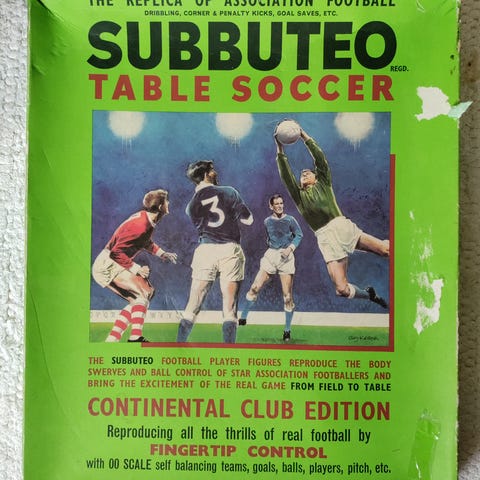 THE REPLICA OF ASSOCIATION FOOTBALL
DRIBBLING, CORNER & PENALTY KICKS, GOAL SAVES, ETC.
SUBBUTEO
REGD.
TABLE SOCCER
3
THE SUBBUTEO FOOTBALL PLAYER FIGURES REPRODUCE THE BODY
SWERVES AND BALL CONTROL OF STAR ASSOCIATION FOOTBALLERS AND
BRING THE EXCITEMENT OF THE REAL GAME FROM FIELD TO TABLE
CONTINENTAL CLUB EDITION
Reproducing all the thrills of real football by
FINGERTIP CONTROL
with OO SCALE self balancing teams, goals, balls, players, pitch, etc.